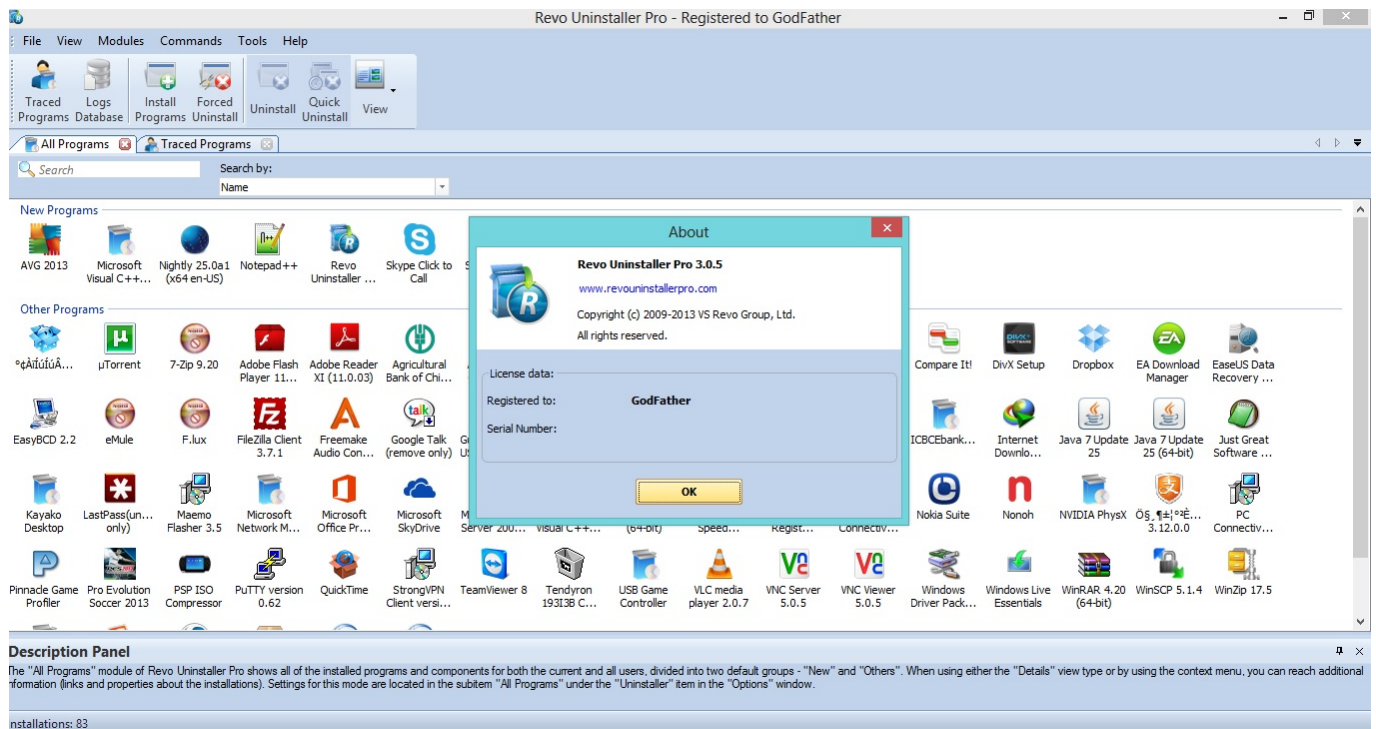 Revo Uninstaller Pro - Registered to GodFather
File View Modules Commands Tools Help
Traced Programs
Logs Database
Install Programs
Forced Uninstall
Uninstall
Quick Uninstall
View
All Programs
Traced Programs
Search
Search by:
Name
New Programs
AVG 2013
Microsoft Visual C++...
Nightly 25.0a1 (x64 en-US)
Notepad++
Revo Uninstaller ...
Skype Click to Call
Other Programs
µTorrent
7-Zip 9.20
Adobe Flash Player 11...
Adobe Reader XI (11.0.03)
Agricultural Bank of Chi...
Compare It!
DivX Setup
Dropbox
EA Download Manager
EaseUS Data Recovery ...
EasyBCD 2.2
eMule
F.lux
FileZilla Client 3.7.1
Freemake Audio Con...
Google Talk (remove only)
ICBCEbank...
Internet Downlo...
Java 7 Update 25
Java 7 Update 25 (64-bit)
Just Great Software ...
Kayako Desktop
LastPass(un... only)
Maemo Flasher 3.5
Microsoft Network M...
Microsoft Office Pr...
Microsoft SkyDrive
Server 200...
Visual C++...
(64-bit)
Speed...
Regist...
Connectiv...
Nokia Suite
Nonoh
NVIDIA PhysX
3.12.0.0
PC Connectiv...
Pinnacle Game Profiler
Pro Evolution Soccer 2013
PSP ISO Compressor
PuTTY version 0.62
QuickTime
StrongVPN Client versi...
TeamViewer 8
Tendyron 193I3B C...
USB Game Controller
VLC media player 2.0.7
VNC Server 5.0.5
VNC Viewer 5.0.5
Windows Driver Pack...
Windows Live Essentials
WinRAR 4.20 (64-bit)
WinSCP 5.1.4
WinZip 17.5
About
Revo Uninstaller Pro 3.0.5
www.revouninstallerpro.com
Copyright (c) 2009-2013 VS Revo Group, Ltd.
All rights reserved.
License data:
Registered to: GodFather
Serial Number:
OK
Description Panel
The "All Programs" module of Revo Uninstaller Pro shows all of the installed programs and components for both the current and all users, divided into two default groups - "New" and "Others". When using either the "Details" view type or by using the context menu, you can reach additional
nformation (links and properties about the installations). Settings for this mode are located in the subitem "All Programs" under the "Uninstaller" item in the "Options" window.
nstallations: 83